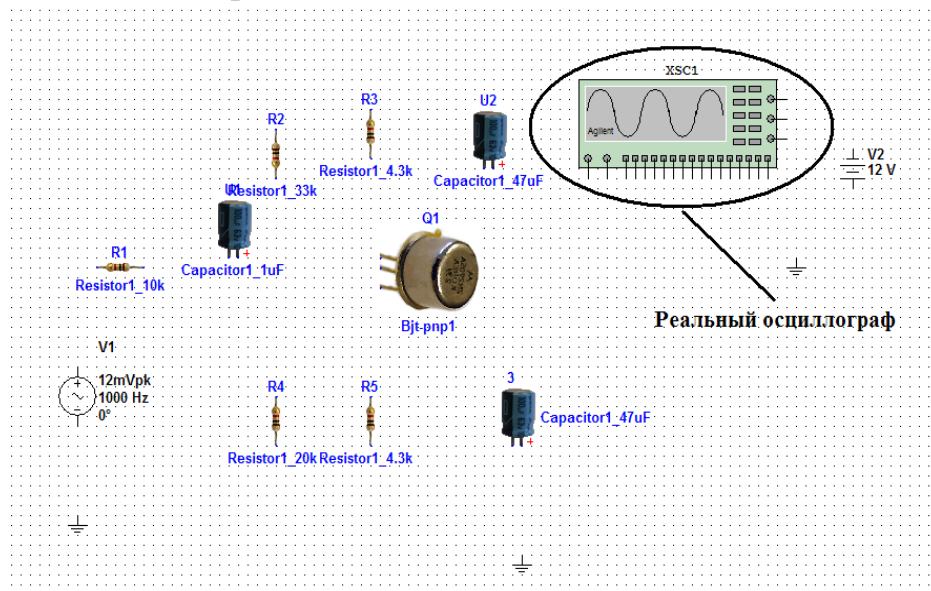 XSC1
Agilent
R3
U2
R2
Resistor1_4.3k
Capacitor1_47uF
V2
12 V
Resistor1_33k
Q1
R1
Capacitor1_1uF
Resistor1_10k
Реальный осциллограф
Bjt-pnp1
V1
12mVpk
1000 Hz
0°
R4
R5
3
Capacitor1_47uF
Resistor1_20k
Resistor1_4.3k